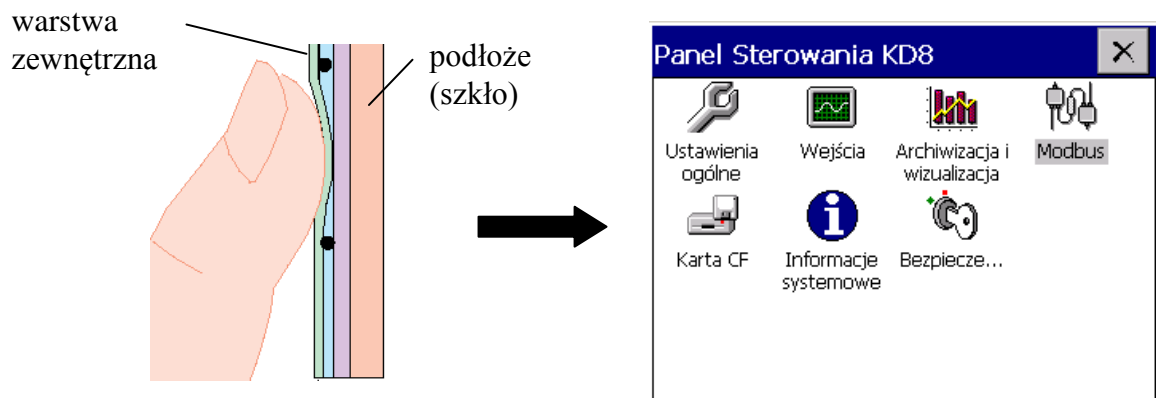 warstwa
zewnętrzna
podłoże
(szkło)
Panel Sterowania KD8
Ustawienia
ogólne
Wejścia
Archiwizacja i
wizualizacja
Modbus
Karta CF
Informacje
systemowe
Bezpiecze...